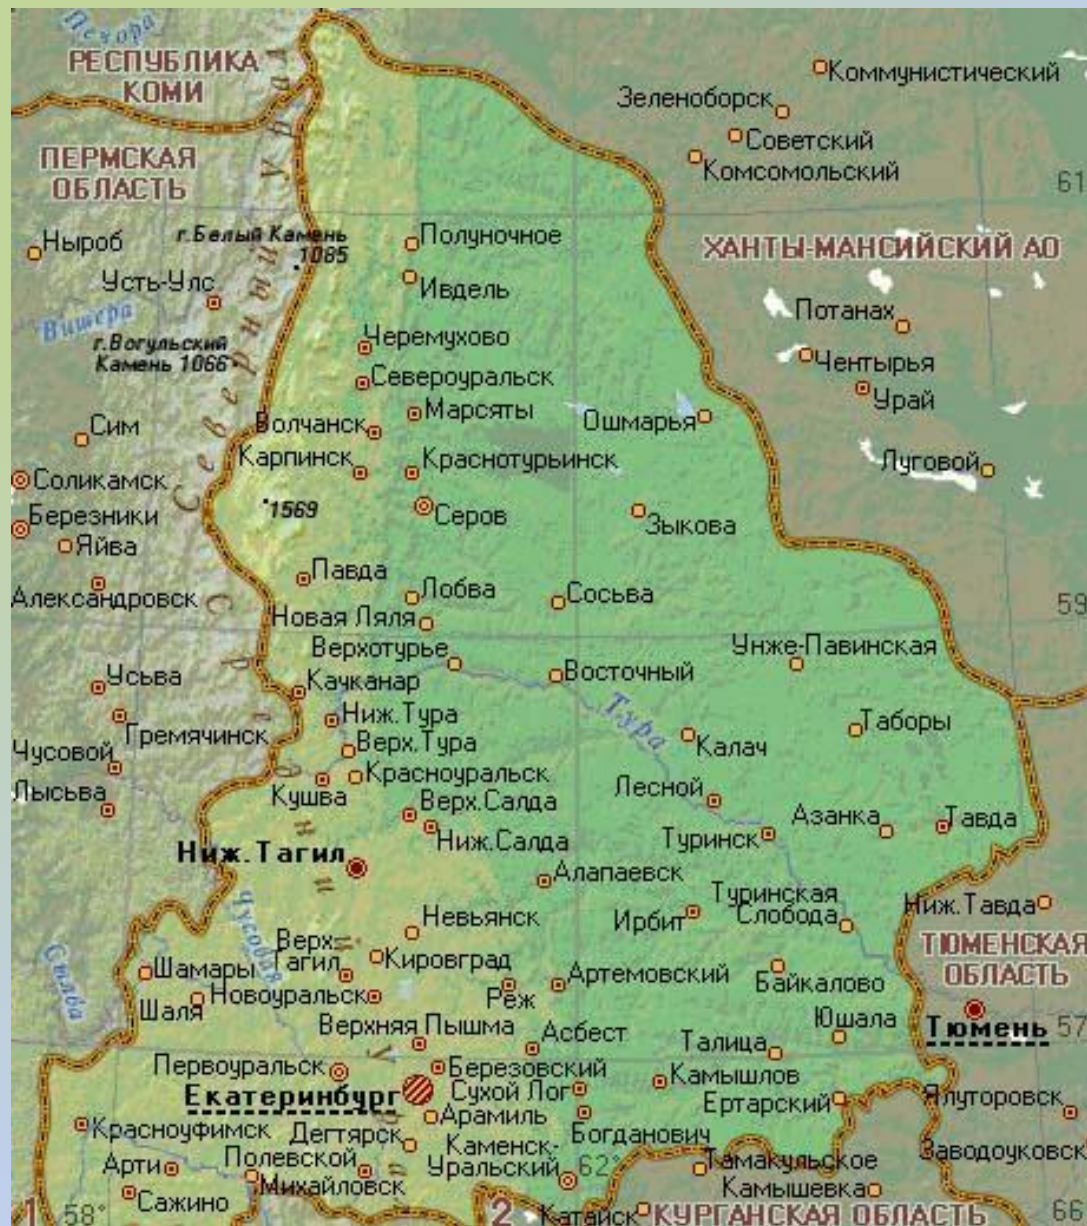 Печора
РЕСПУБЛИКА
КОМИ
Коммунистический
Зеленоборск
Советский
Комсомольский
ПЕРМСКАЯ
ОБЛАСТЬ
61
Северный Урал
Ныроб
г.Белый Камень
1085
Полуночное
ХАНТЫ-МАНСИЙСКИЙ АО
Усть-Улс
Ивдель
Вишера
Потанах
г.Вогульский
Камень 1066
Черемухово
Чентырья
Североуральск
Урай
Марсяты
Ошмарья
Сим
Волчанск
Карпинск
Краснотурьинск
Луговой
Соликамск
1569
Серов
Зыкова
Березники
Яйва
Павда
Лобва
Сосьва
59
Александровск
Новая Ляля
Верхотурье
Унже-Павинская
Усьва
Качканар
Восточный
Гремячинск
Ниж.Тура
Тура
Калач
Таборы
Чусовой
Верх.Тура
Красноуральск
Лысьва
Кушва
Верх.Салда
Лесной
Азанка
Тавда
Ниж.Салда
Туринск
Ниж.Тагил
Алапаевск
Туринская
Слобода
Ирбит
Ниж.Тавда
Чусовая
Невьянск
Верх.
Тагил
Кировград
ТЮМЕНСКАЯ
ОБЛАСТЬ
Сылва
Шамары
Артемовский
Байкалово
Шаля
Новоуральск
Реж
Верхняя Пышма
Асбест
Юшала
Тюмень
57
Талица
Первоуральск
Березовский
Камышлов
Екатеринбург
Сухой Лог
Ертарский
Ялуторовск
Арамиль
Красноуфимск
Дегтярск
Богданович
Каменск-
Уральский
Заводоуковск
Арти
Полевской
62°
Тамакульское
Сажино
Михайловск
Камышевка
1
58°
2
Катайск
КУРГАНСКАЯ ОБЛАСТЬ
66